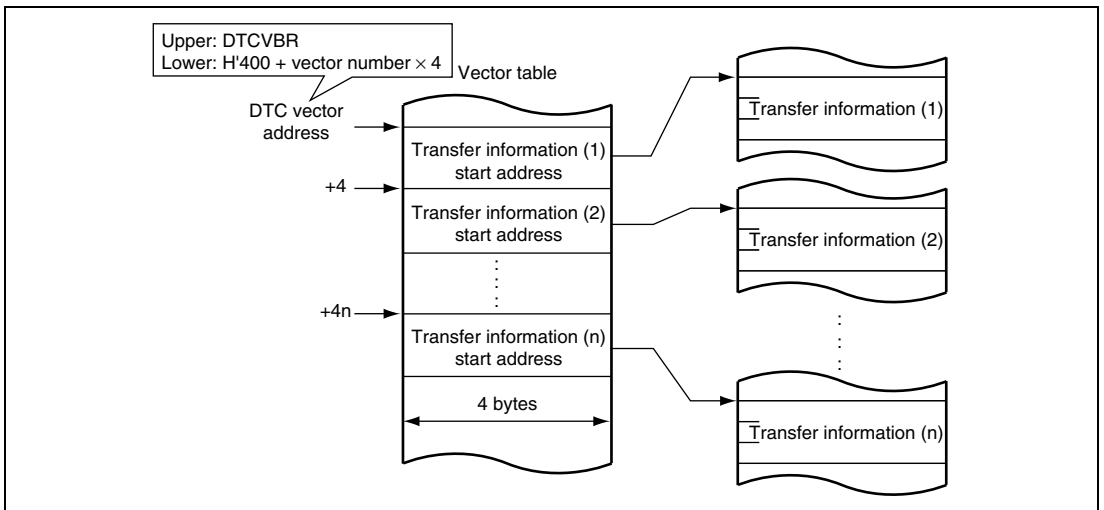 Upper: DTCVBR
Lower: H'400 + vector number × 4
Vector table
DTC vector
address
Transfer information (1)
start address
+4
Transfer information (2)
start address
+4n
Transfer information (n)
start address
4 bytes
Transfer information (1)
Transfer information (2)
Transfer information (n)